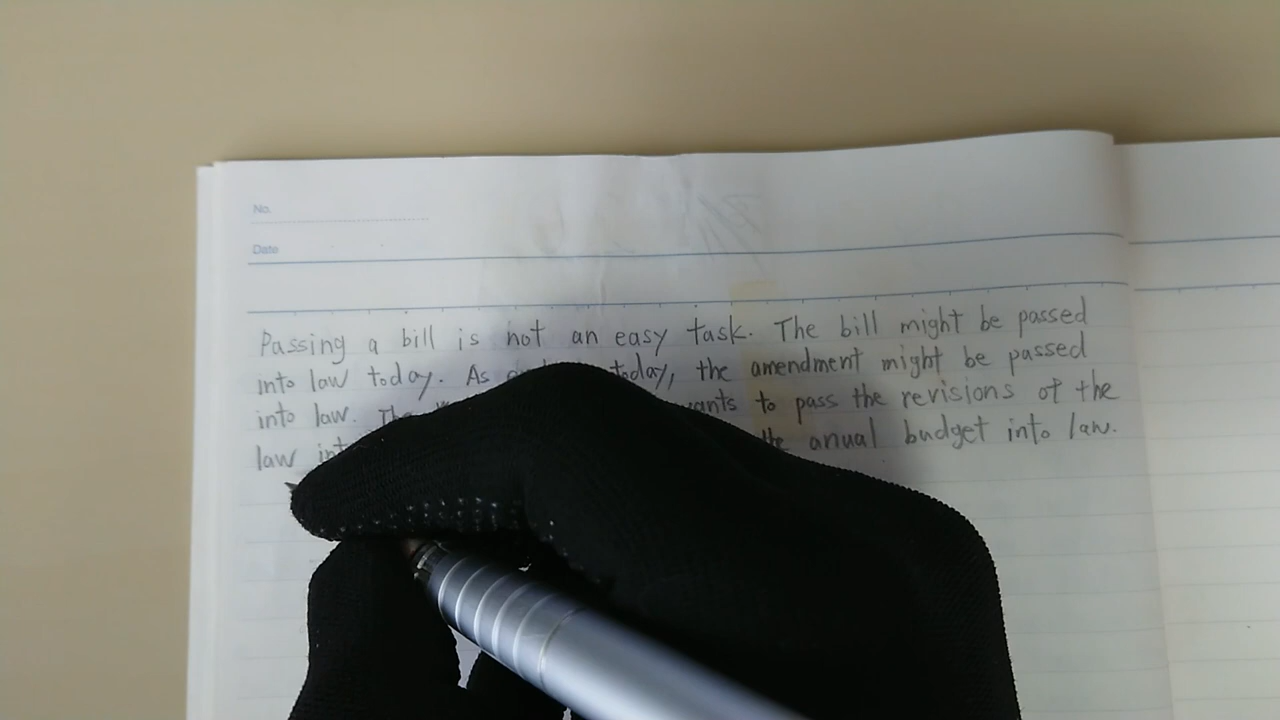 No.
Date
Passing a bill is not an easy task. The bill might be passed
into law today. As today, the amendment might be passed
into law. The to pass the revisions of the
law the anual budget into law.